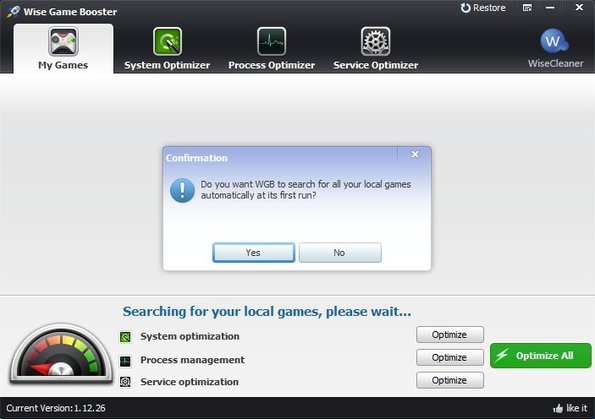 Wise Game Booster
Restore
My Games
System Optimizer
Process Optimizer
Service Optimizer
W
WiseCleaner
Confirmation
Do you want WGB to search for all your local games
automatically at its first run?
Yes
No
Searching for your local games, please wait...
System optimization
Optimize
Process management
Optimize
Optimize All
Service optimization
Optimize
Current Version:1.12.26
like it